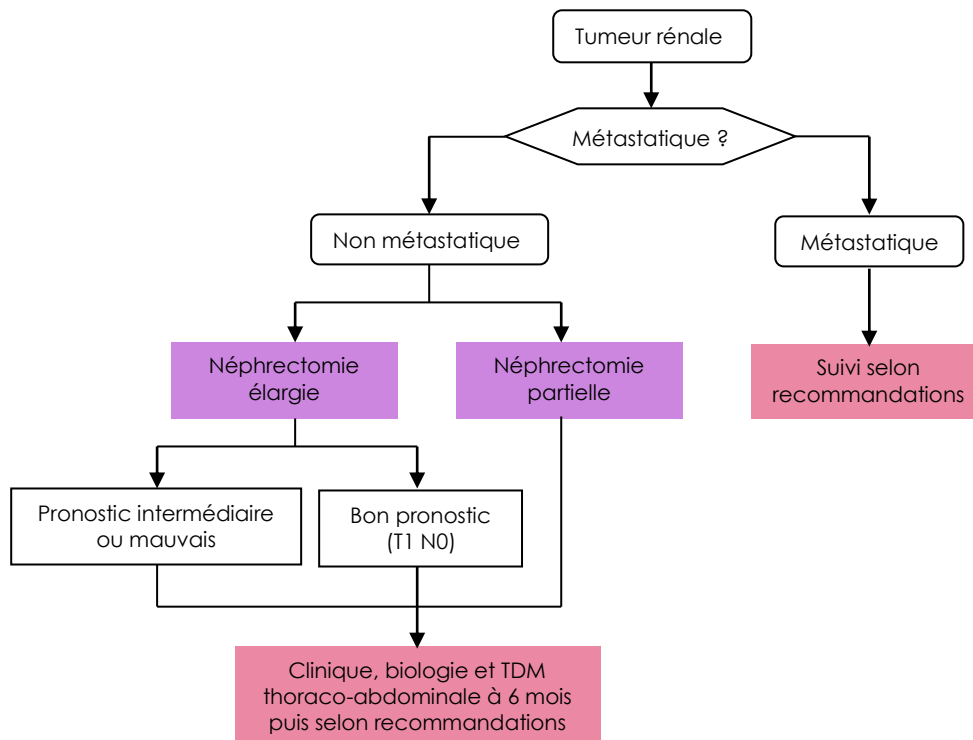 Tumeur rénale
Métastatique ?
Non métastatique
Métastatique
Néphrectomie
élargie
Néphrectomie
partielle
Suivi selon
recommandations
Pronostic intermédiaire
ou mauvais
Bon pronostic
(T1 N0)
Clinique, biologie et TDM
thoraco-abdominale à 6 mois
puis selon recommandations